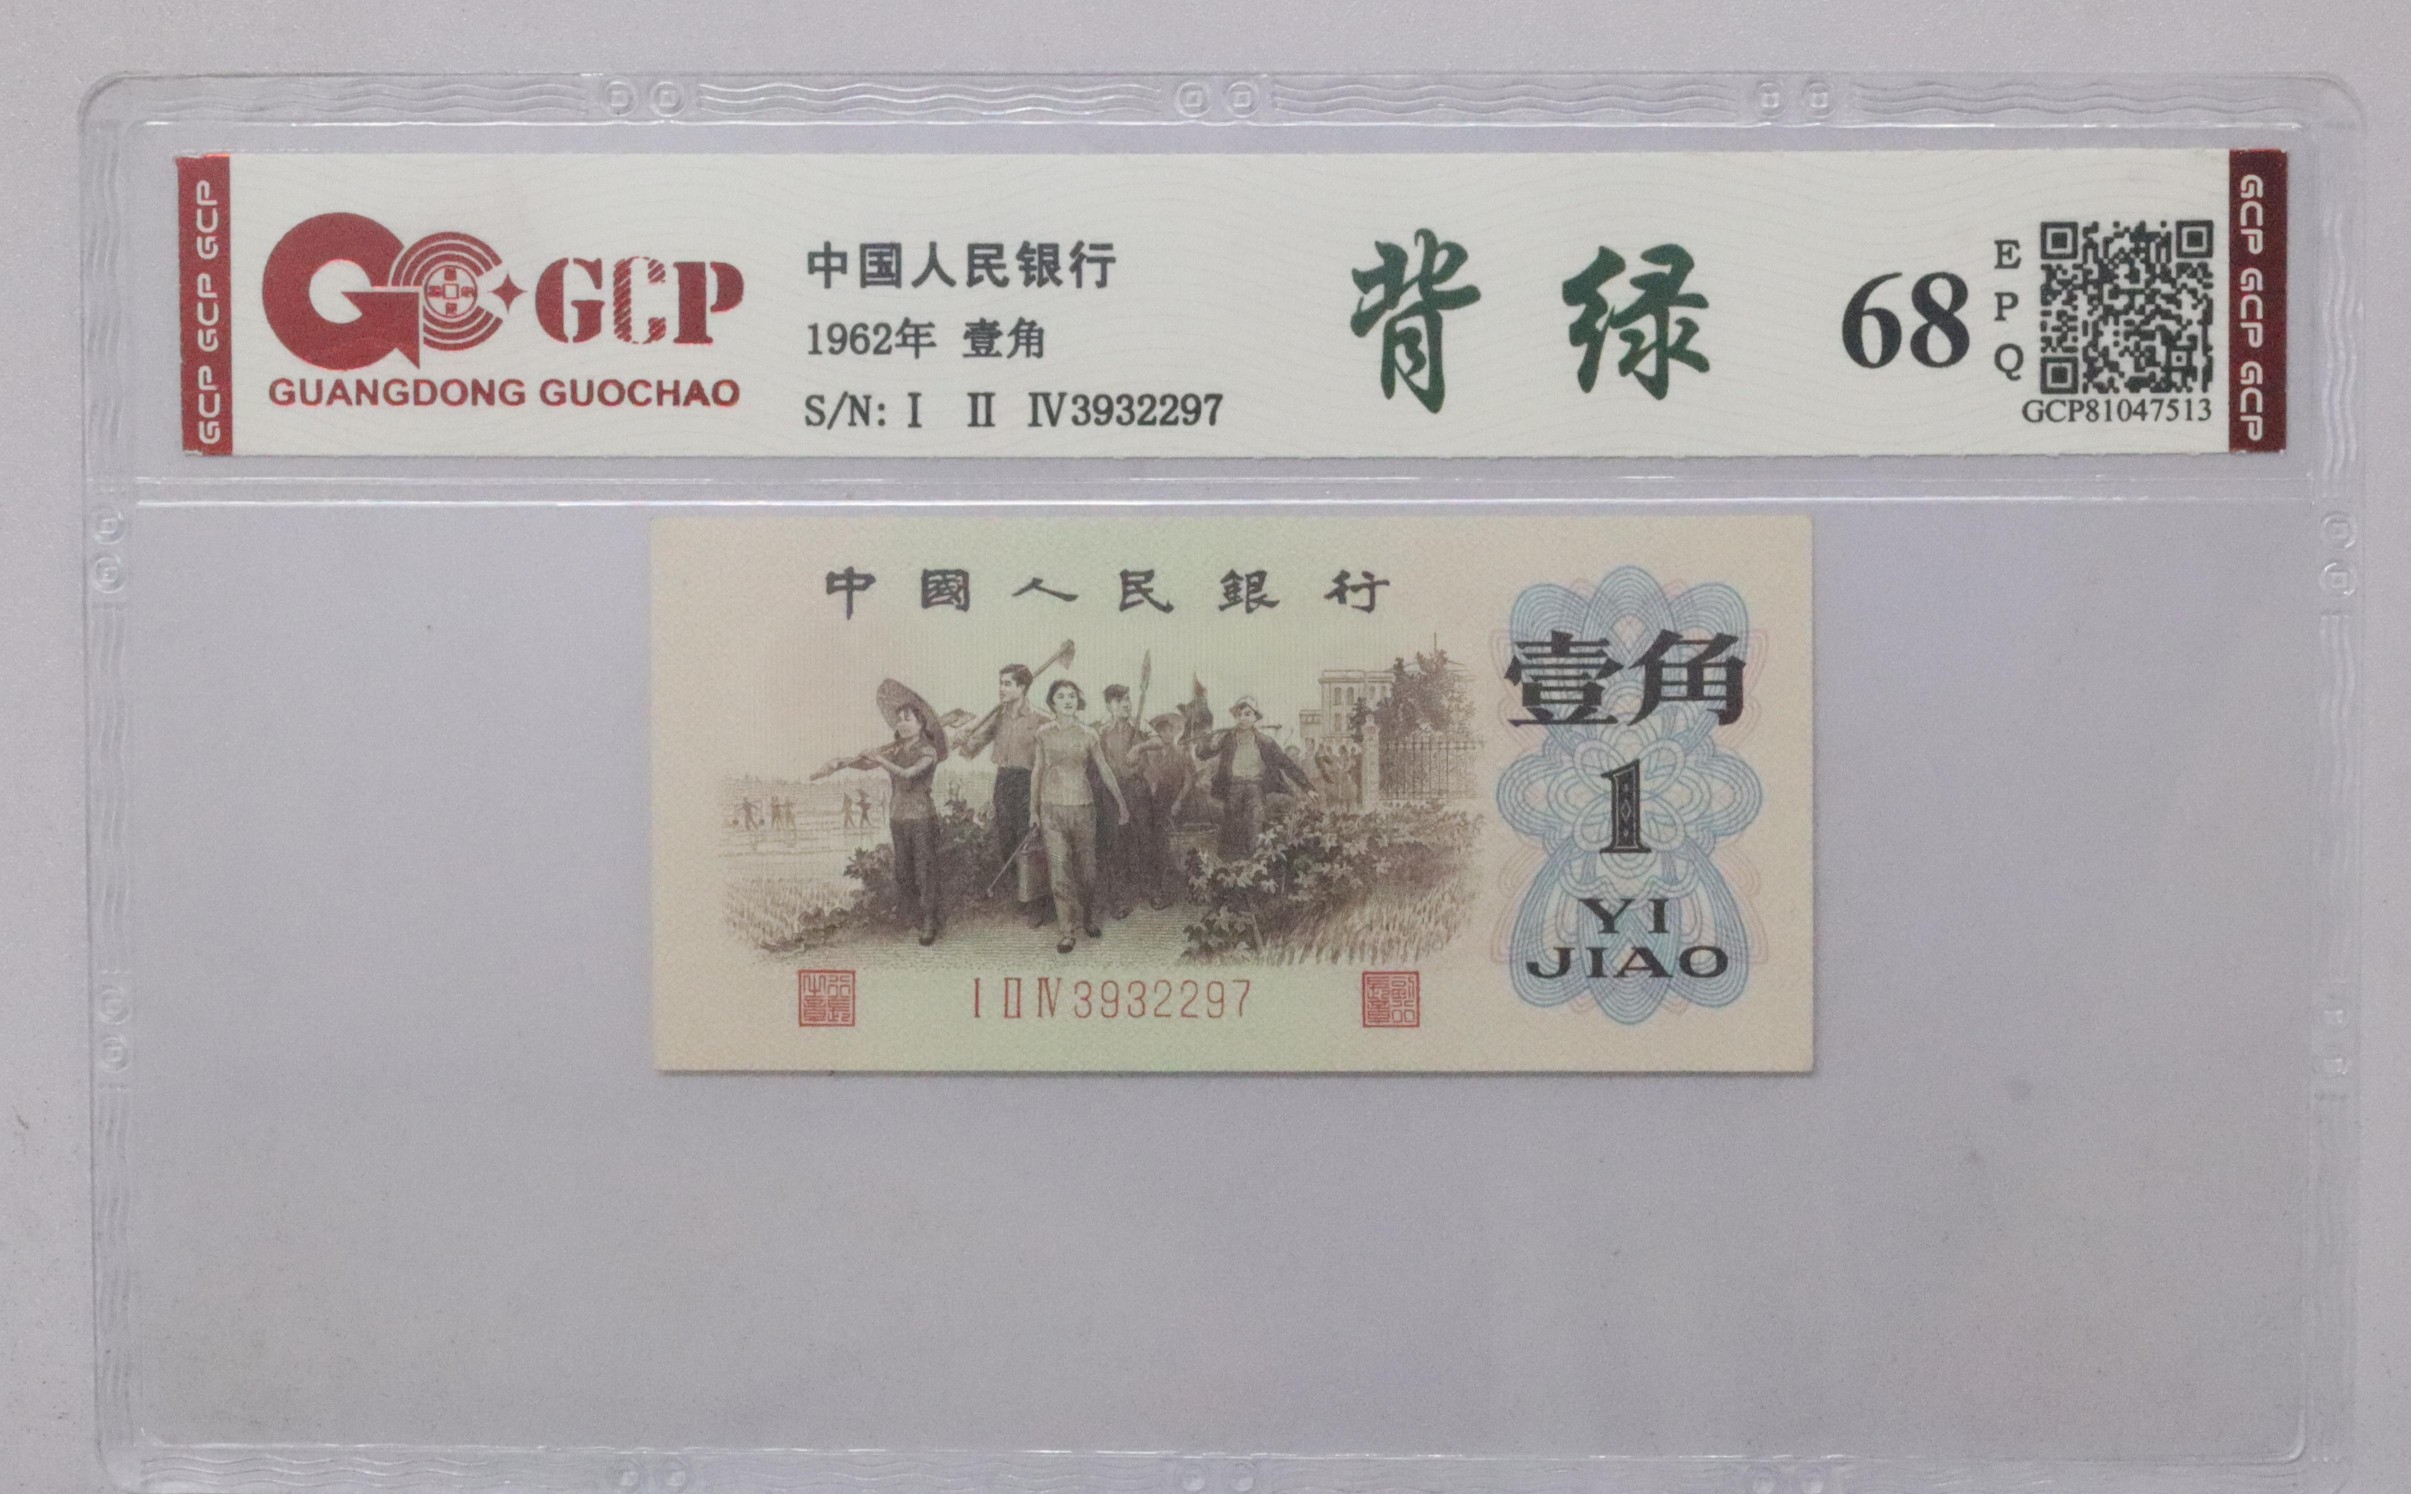 GCP GCP GCP
GCP
GUANGDONG GUOCHAO
中国人民银行
1962年 壹角
S/N: Ⅰ Ⅱ Ⅳ3932297
背绿
68
E
P
Q
GCP81047513
GCP GCP GCP
中國人民銀行
壹角
1
YI
JIAO
Ⅰ Ⅱ Ⅳ 3932297